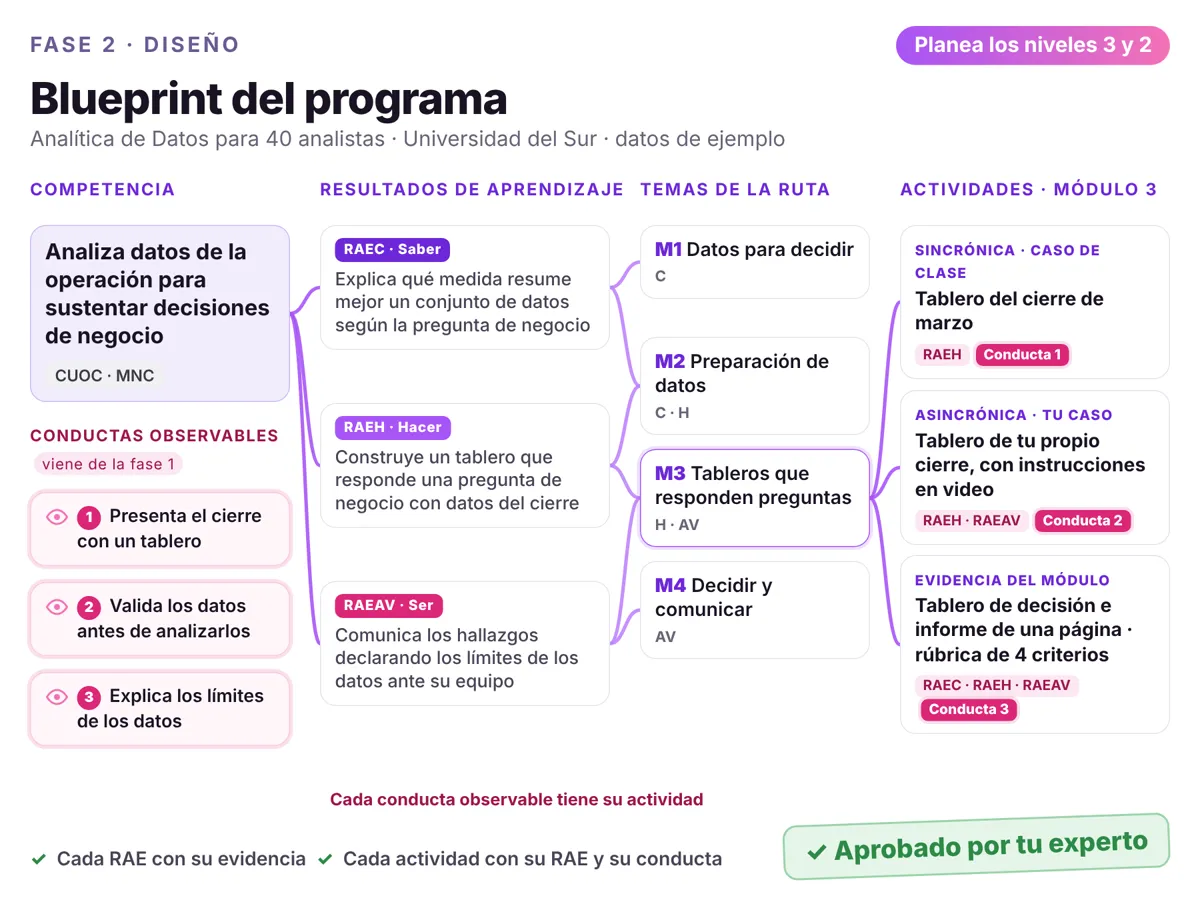 FASE 2 · DISEÑO
Planea los niveles 3 y 2
Blueprint del programa
Analítica de Datos para 40 analistas · Universidad del Sur · datos de ejemplo
COMPETENCIA
Analiza datos de la
operación para
sustentar decisiones
de negocio
CUOC · MNC
CONDUCTAS OBSERVABLES
viene de la fase 1
1 Presenta el cierre
con un tablero
2 Valida los datos
antes de analizarlos
3 Explica los límites
de los datos
RESULTADOS DE APRENDIZAJE
RAEC · Saber
Explica qué medida resume
mejor un conjunto de datos
según la pregunta de negocio
RAEH · Hacer
Construye un tablero que
responde una pregunta de
negocio con datos del cierre
RAEAV · Ser
Comunica los hallazgos
declarando los límites de los
datos ante su equipo
TEMAS DE LA RUTA
M1 Datos para decidir
C
M2 Preparación de
datos
C · H
M3 Tableros que
responden preguntas
H · AV
M4 Decidir y
comunicar
AV
ACTIVIDADES · MÓDULO 3
SINCRÓNICA · CASO DE
CLASE
Tablero del cierre de
marzo
RAEH Conducta 1
ASINCRÓNICA · TU CASO
Tablero de tu propio
cierre, con instrucciones
en video
RAEH · RAEAV Conducta 2
EVIDENCIA DEL MÓDULO
Tablero de decisión e
informe de una página ·
rúbrica de 4 criterios
RAEC · RAEH · RAEAV
Conducta 3
Cada conducta observable tiene su actividad
✓ Cada RAE con su evidencia ✓ Cada actividad con su RAE y su conducta
✓ Aprobado por tu experto